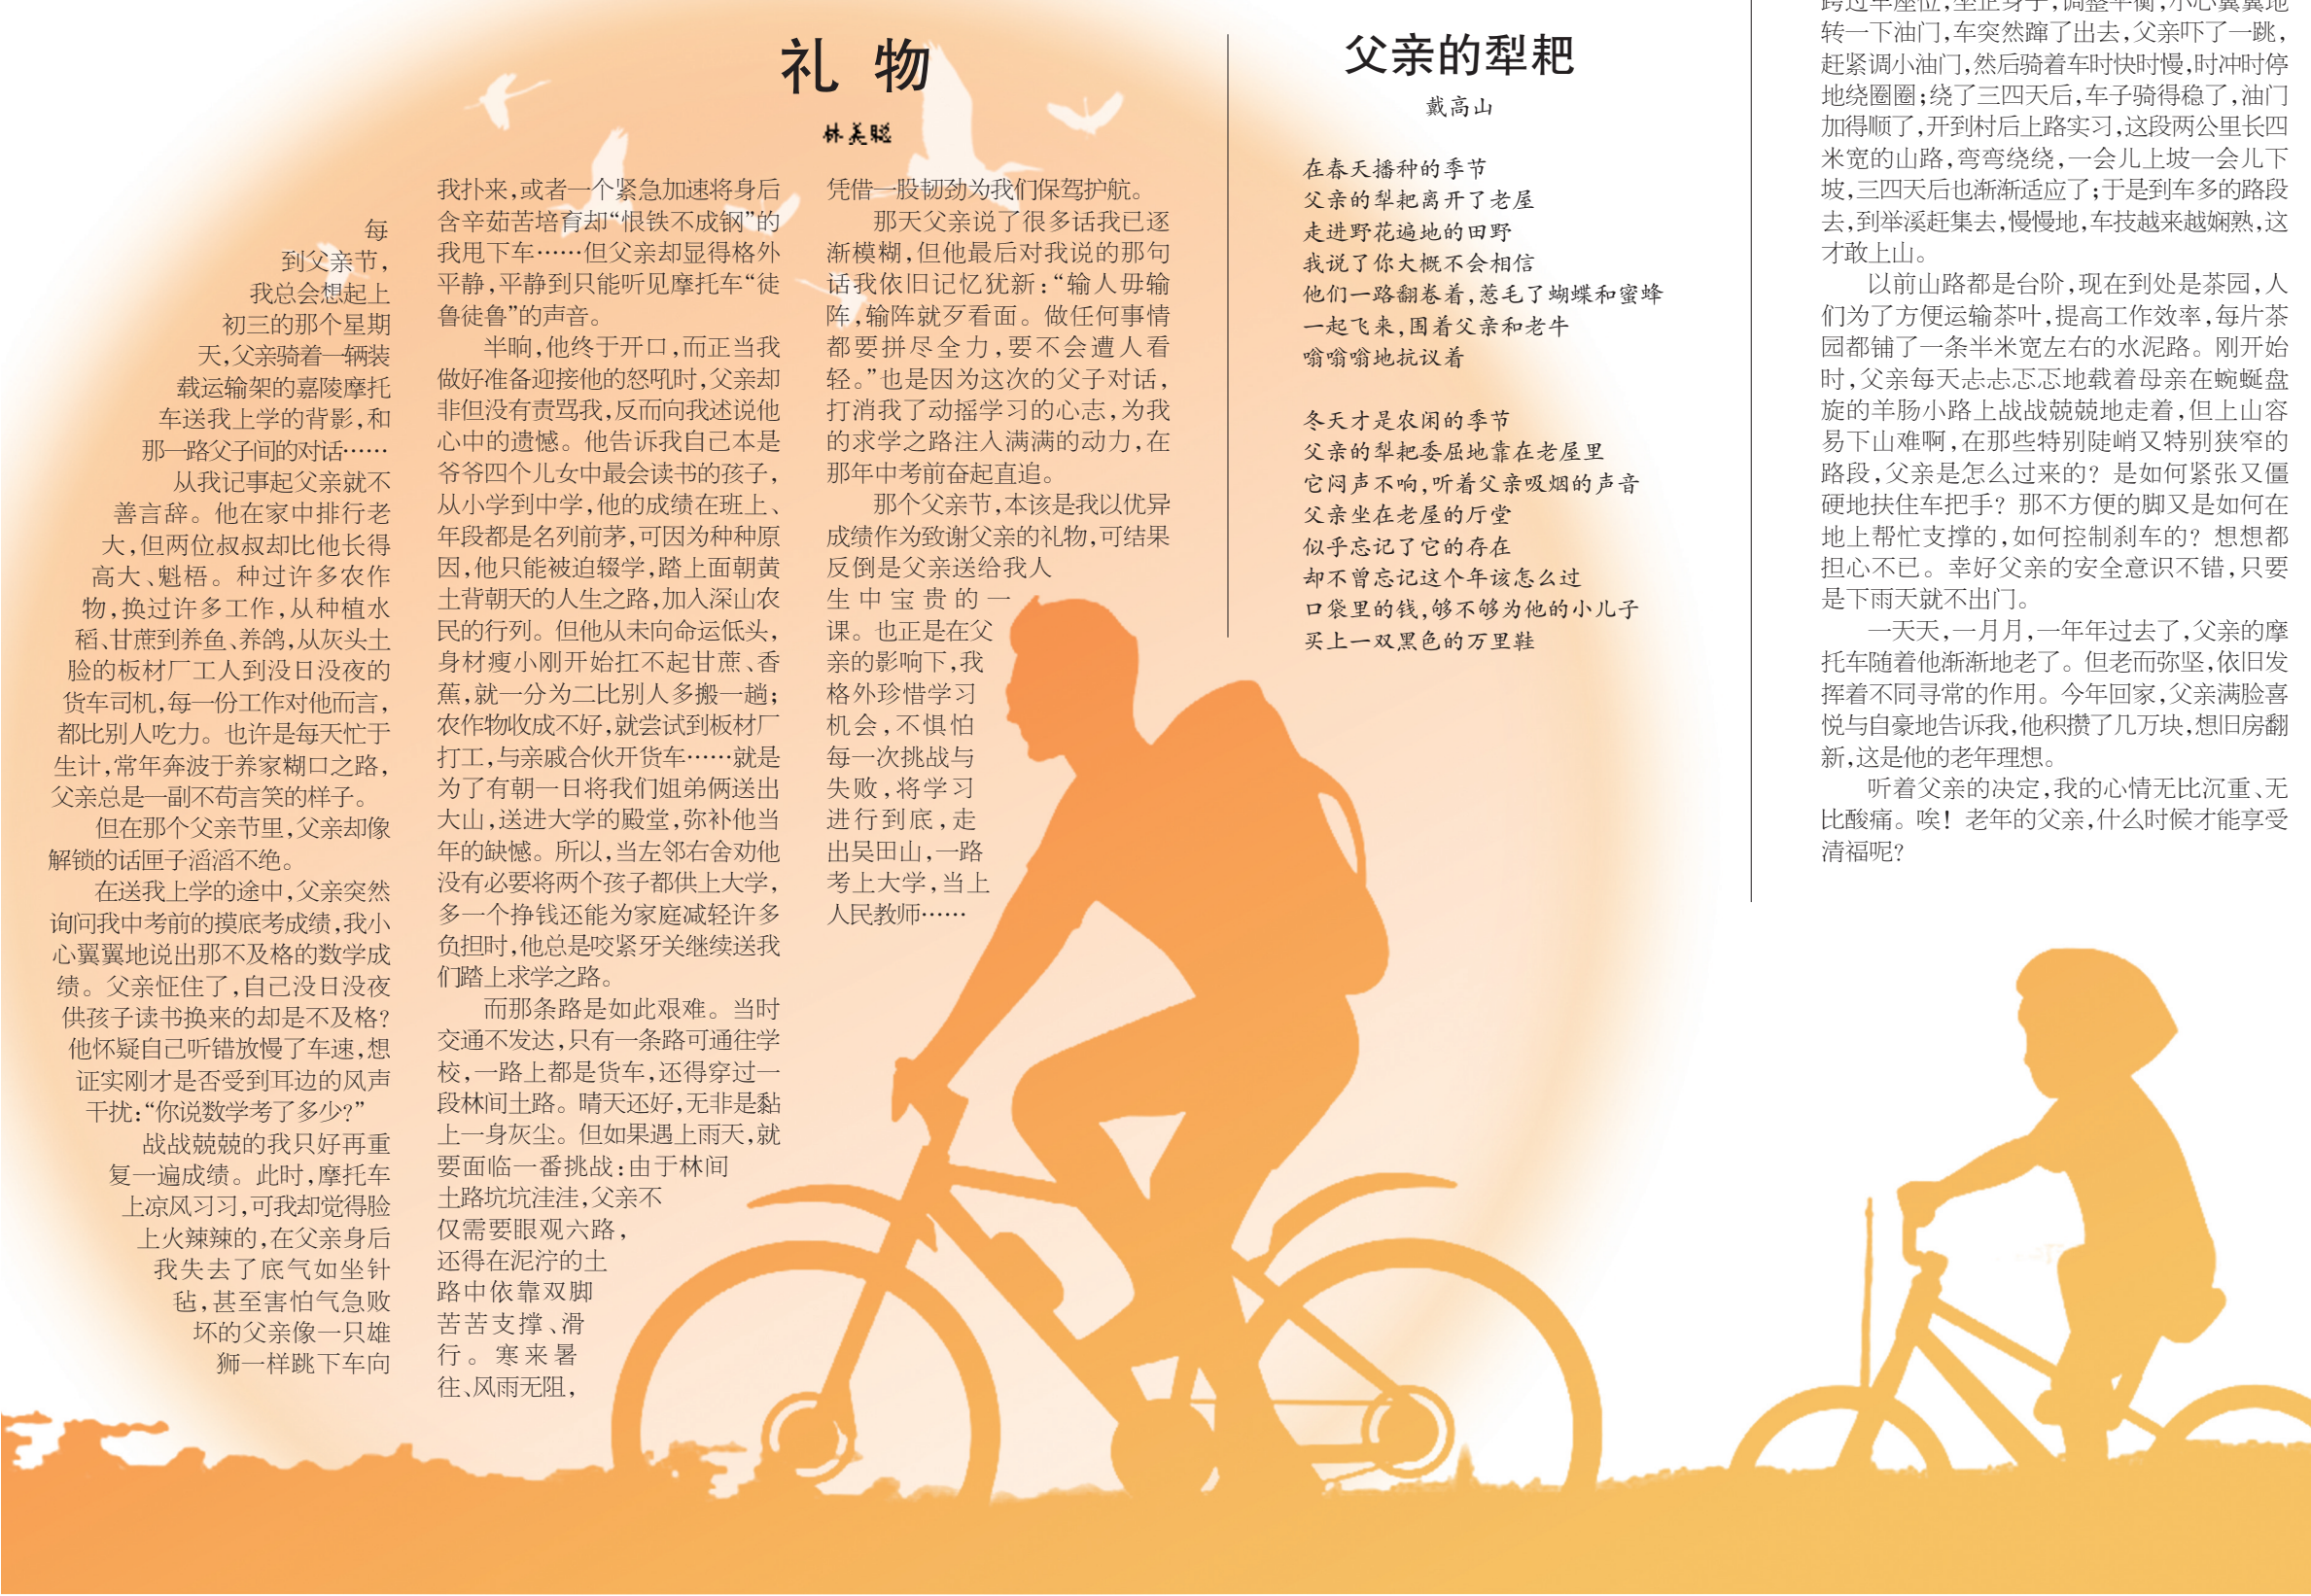 礼物
林美聪
每
到父亲节，
我总会想起上
初三的那个星期
天，父亲骑着一辆装
载运输架的嘉陵摩托
车送我上学的背影，和
那一路父子间的对话……
从我记事起父亲就不
善言辞。他在家中排行老
大，但两位叔叔却比他长得
高大、魁梧。种过许多农作
物，换过许多工作，从种植水
稻、甘蔗到养鱼、养鸽，从灰头土
脸的板材厂工人到没日没夜的
货车司机，每一份工作对他而言，
都比别人吃力。也许是每天忙于
生计，常年奔波于养家糊口之路，
父亲总是一副不苟言笑的样子。
但在那个父亲节里，父亲却像
解锁的话匣子滔滔不绝。
在送我上学的途中，父亲突然
询问我中考前的摸底考成绩，我小
心翼翼地说出那不及格的数学成
绩。父亲怔住了，自己没日没夜
供孩子读书换来的却是不及格？
他怀疑自己听错放慢了车速，想
证实刚才是否受到耳边的风声
干扰：“你说数学考了多少？”
战战兢兢的我只好再重
复一遍成绩。此时，摩托车
上凉风习习，可我却觉得脸
上火辣辣的，在父亲身后
我失去了底气如坐针
毡，甚至害怕气急败
坏的父亲像一只雄
狮一样跳下车向
我扑来，或者一个紧急加速将身后
含辛茹苦培育却“恨铁不成钢”的
我甩下车……但父亲却显得格外
平静，平静到只能听见摩托车“徒
鲁徒鲁”的声音。
半晌，他终于开口，而正当我
做好准备迎接他的怒吼时，父亲却
非但没有责骂我，反而向我述说他
心中的遗憾。他告诉我自己本是
爷爷四个儿女中最会读书的孩子，
从小学到中学，他的成绩在班上、
年段都是名列前茅，可因为种种原
因，他只能被迫辍学，踏上面朝黄
土背朝天的人生之路，加入深山农
民的行列。但他从未向命运低头，
身材瘦小刚开始扛不起甘蔗、香
蕉，就一分为二比别人多搬一趟；
农作物收成不好，就尝试到板材厂
打工，与亲戚合伙开货车……就是
为了有朝一日将我们姐弟俩送出
大山，送进大学的殿堂，弥补他当
年的缺憾。所以，当左邻右舍劝他
没有必要将两个孩子都供上大学，
多一个挣钱还能为家庭减轻许多
负担时，他总是咬紧牙关继续送我
们踏上求学之路。
而那条路是如此艰难。当时
交通不发达，只有一条路可通往学
校，一路上都是货车，还得穿过一
段林间土路。晴天还好，无非是黏
上一身灰尘。但如果遇上雨天，就
要面临一番挑战：由于林间
土路坑坑洼洼，父亲不
仅需要眼观六路，
还得在泥泞的土
路中依靠双脚
苦苦支撑、滑
行。寒来暑
往、风雨无阻，
凭借一股韧劲为我们保驾护航。
那天父亲说了很多话我已逐
渐模糊，但他最后对我说的那句
话我依旧记忆犹新：“输人毋输
阵，输阵就歹看面。做任何事情
都要拼尽全力，要不会遭人看
轻。”也是因为这次的父子对话，
打消我了动摇学习的心志，为我
的求学之路注入满满的动力，在
那年中考前奋起直追。
那个父亲节，本该是我以优异
成绩作为致谢父亲的礼物，可结果
反倒是父亲送给我人
生中宝贵的一
课。也正是在父
亲的影响下，我
格外珍惜学习
机会，不惧怕
每一次挑战与
失败，将学习
进行到底，走
出吴田山，一路
考上大学，当上
人民教师……
父亲的犁耙
戴高山
在春天播种的季节
父亲的犁耙离开了老屋
走进野花遍地的田野
我说了你大概不会相信
他们一路翻卷着，惹毛了蝴蝶和蜜蜂
一起飞来，围着父亲和老牛
嗡嗡嗡地抗议着
冬天才是农闲的季节
父亲的犁耙委屈地靠在老屋里
它闷声不响，听着父亲吸烟的声音
父亲坐在老屋的厅堂
似乎忘记了它的存在
却不曾忘记这个年该怎么过
口袋里的钱，够不够为他的小儿子
买上一双黑色的万里鞋
跨过车座位，坐正身子，调整平衡，小心翼翼地
转一下油门，车突然蹿了出去，父亲吓了一跳，
赶紧调小油门，然后骑着车时快时慢，时冲时停
地绕圈圈；绕了三四天后，车子骑得稳了，油门
加得顺了，开到村后上路实习，这段两公里长四
米宽的山路，弯弯绕绕，一会儿上坡一会儿下
坡，三四天后也渐渐适应了；于是到车多的路段
去，到举溪赶集去，慢慢地，车技越来越娴熟，这
才敢上山。
以前山路都是台阶，现在到处是茶园，人
们为了方便运输茶叶，提高工作效率，每片茶
园都铺了一条半米宽左右的水泥路。刚开始
时，父亲每天忐忐忑忑地载着母亲在蜿蜒盘
旋的羊肠小路上战战兢兢地走着，但上山容
易下山难啊，在那些特别陡峭又特别狭窄的
路段，父亲是怎么过来的？是如何紧张又僵
硬地扶住车把手？那不方便的脚又是如何在
地上帮忙支撑的，如何控制刹车的？想想都
担心不已。幸好父亲的安全意识不错，只要
是下雨天就不出门。
一天天，一月月，一年年过去了，父亲的摩
托车随着他渐渐地老了。但老而弥坚，依旧发
挥着不同寻常的作用。今年回家，父亲满脸喜
悦与自豪地告诉我，他积攒了几万块，想旧房翻
新，这是他的老年理想。
听着父亲的决定，我的心情无比沉重、无
比酸痛。唉！老年的父亲，什么时候才能享受
清福呢？